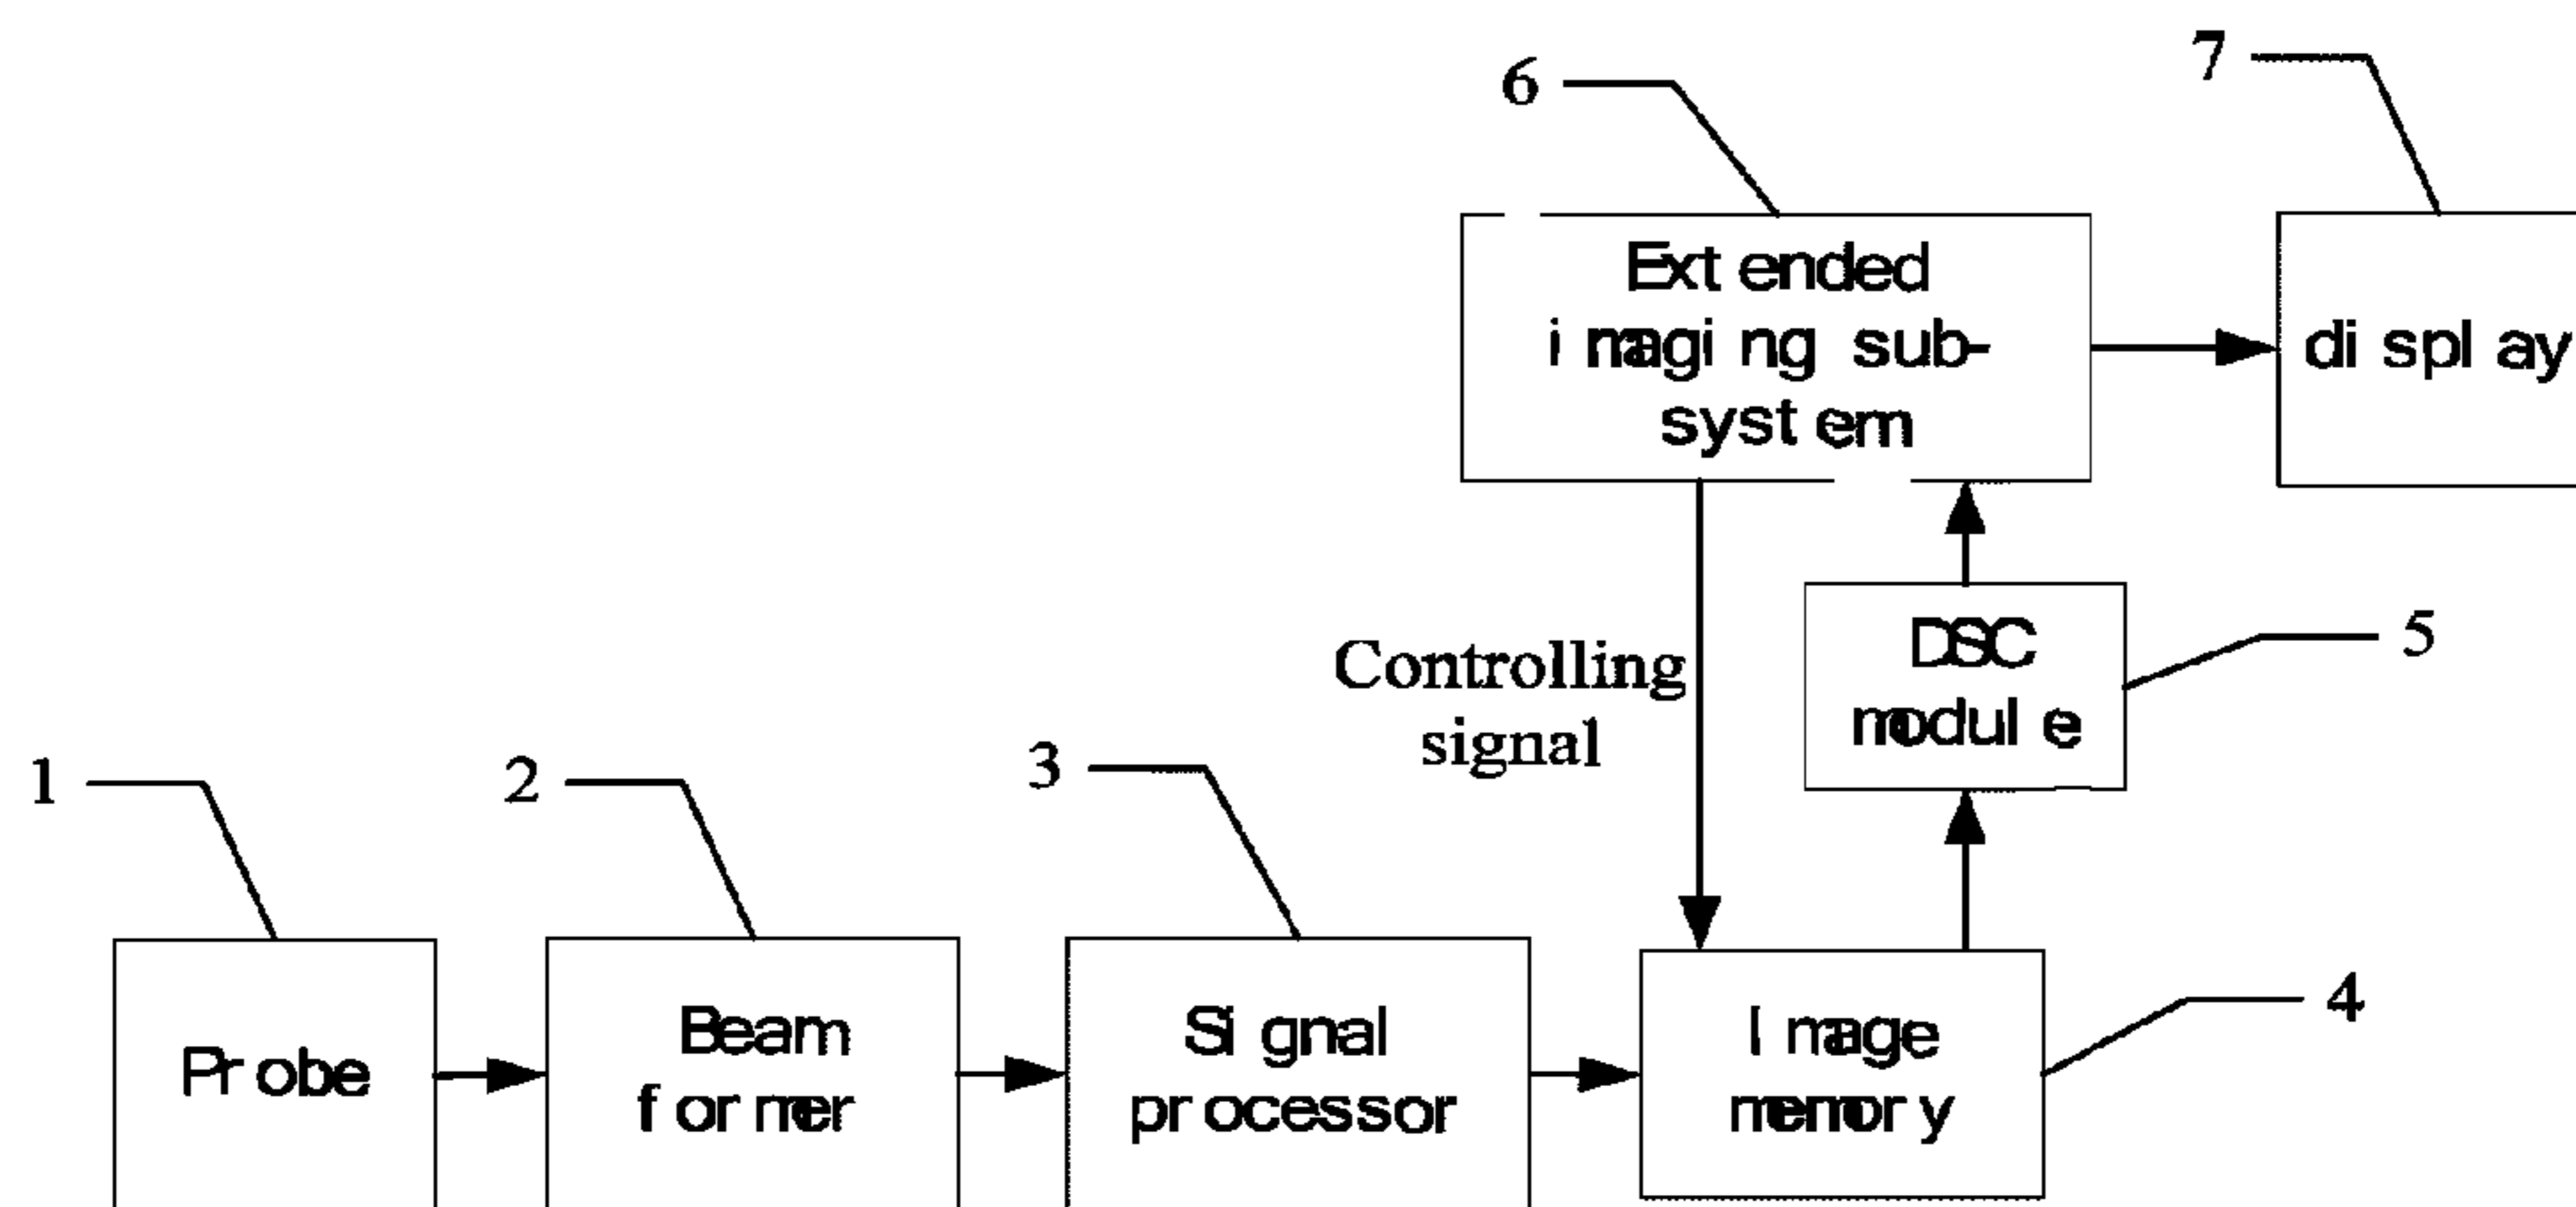 7
6
Extended
imaging sub-
system
display
DSC
module
5
Controlling
signal
1
2
3
Probe
Beam
former
Signal
processor
Image
memory
4